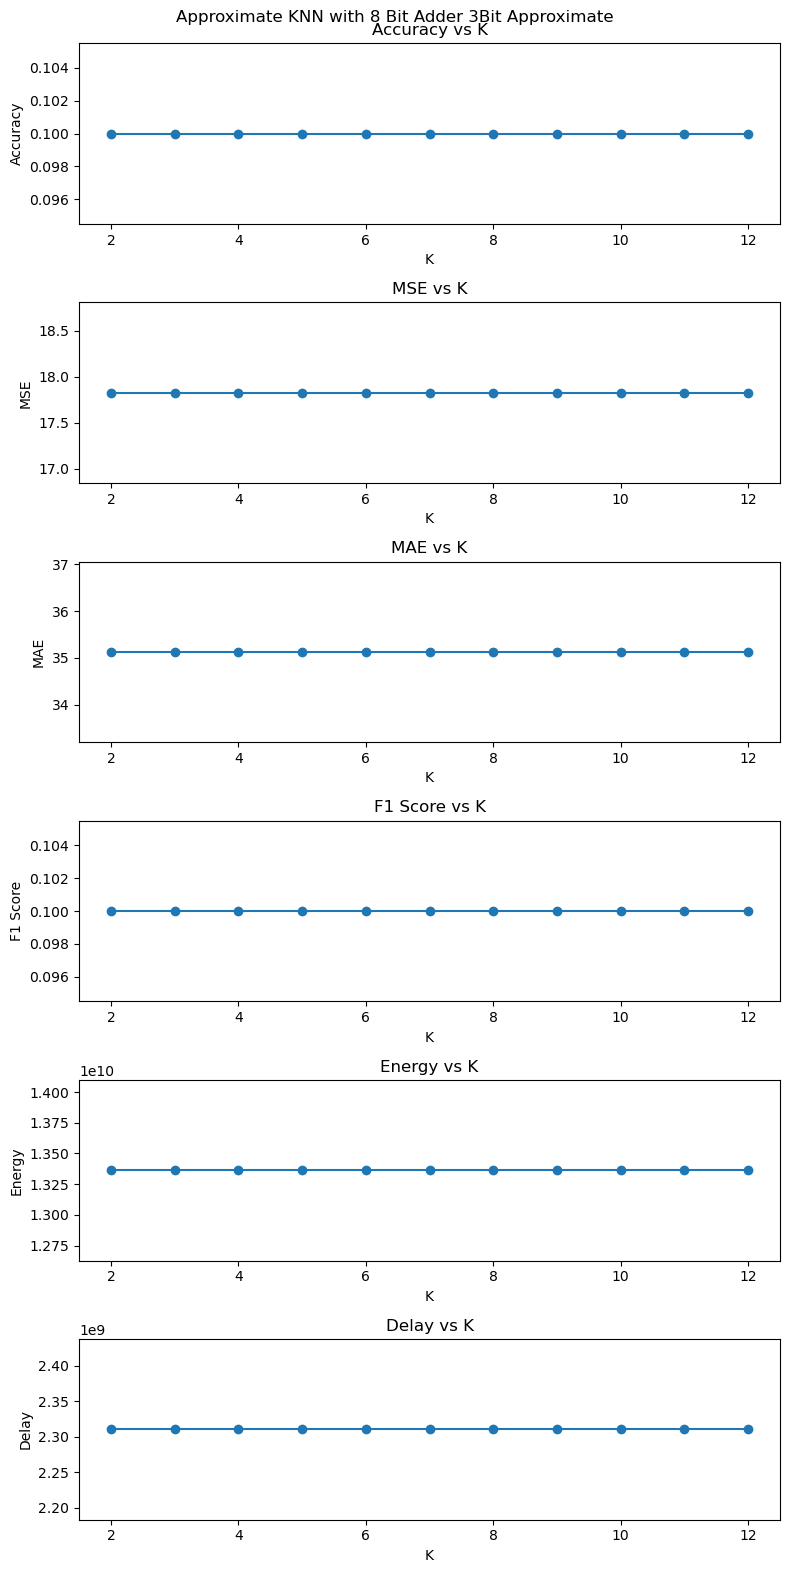 Approximate KNN with 8 Bit Adder 3Bit Approximate
Accuracy vs K
0.104
0.102
0.100
0.098
0.096
Accuracy
2 4 6 8 10 12
K
MSE vs K
18.5
18.0
17.5
17.0
MSE
2 4 6 8 10 12
K
MAE vs K
37
36
35
34
MAE
2 4 6 8 10 12
K
F1 Score vs K
0.104
0.102
0.100
0.098
0.096
F1 Score
2 4 6 8 10 12
K
Energy vs K
1e10
1.400
1.375
1.350
1.325
1.300
1.275
Energy
2 4 6 8 10 12
K
Delay vs K
1e9
2.40
2.35
2.30
2.25
2.20
Delay
2 4 6 8 10 12
K